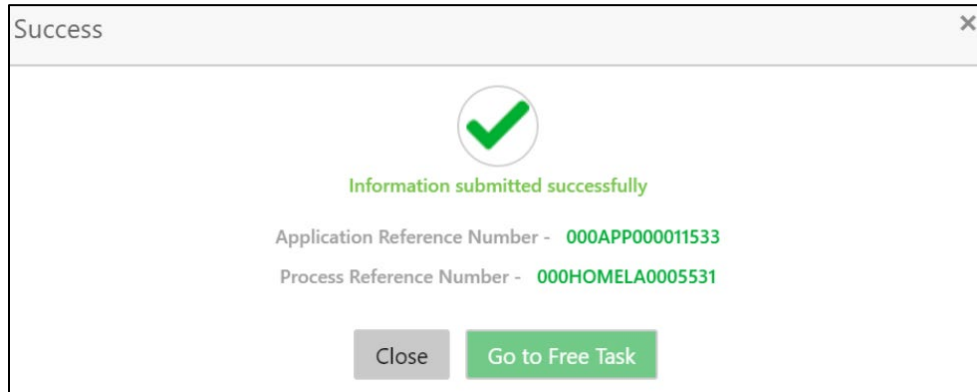 Success ×
Information submitted successfully
Application Reference Number - 000APP000011533
Process Reference Number - 000HOMELA0005531
Close Go to Free Task